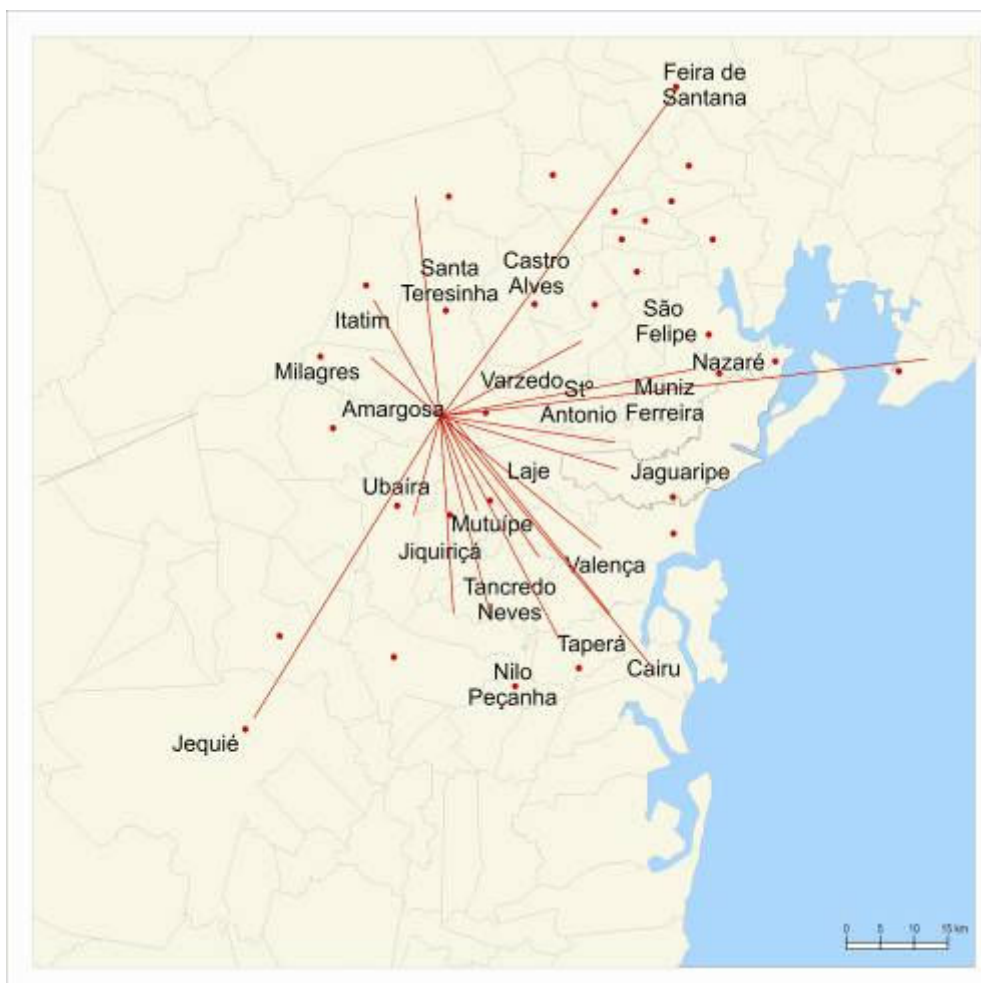 Feira de
Santana
Santa
Teresinha
Castro
Alves
Itatim
São
Felipe
Milagres
Nazaré
Varzedo
Stº
Antonio
Muniz
Ferreira
Amargosa
Laje
Jaguaripe
Ubaíra
Mutuípe
Jiquiriçá
Valença
Tancredo
Neves
Taperá
Cairu
Nilo
Peçanha
Jequié
0 5 10 15 km